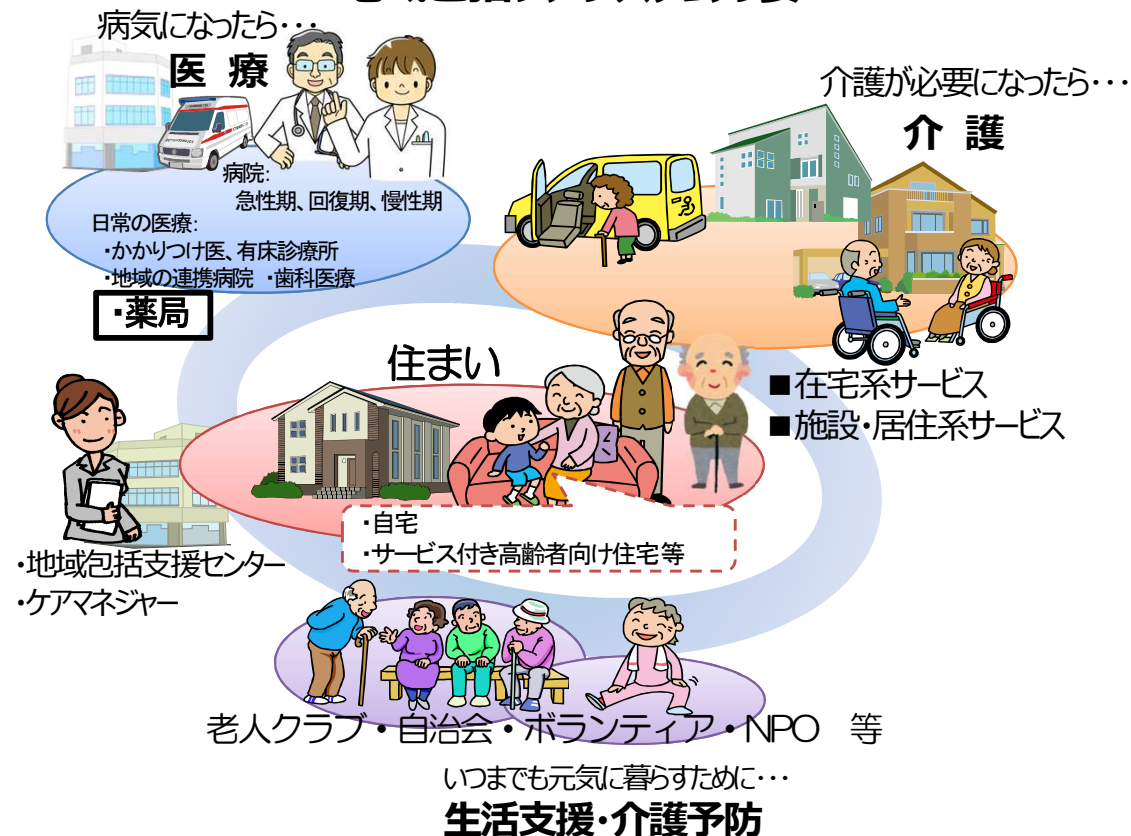 病気になったら・・・
医 療
病院:
急性期、回復期、慢性期
日常の医療:
・かかりつけ医、有床診療所
・地域の連携病院 ・歯科医療
・薬局
介護が必要になったら・・・
介 護
■在宅系サービス
■施設・居住系サービス
住まい
・自宅
・サービス付き高齢者向け住宅等
・地域包括支援センター
・ケアマネジャー
老人クラブ・自治会・ボランティア・NPO 等
いつまでも元気に暮らすために・・・
生活支援・介護予防